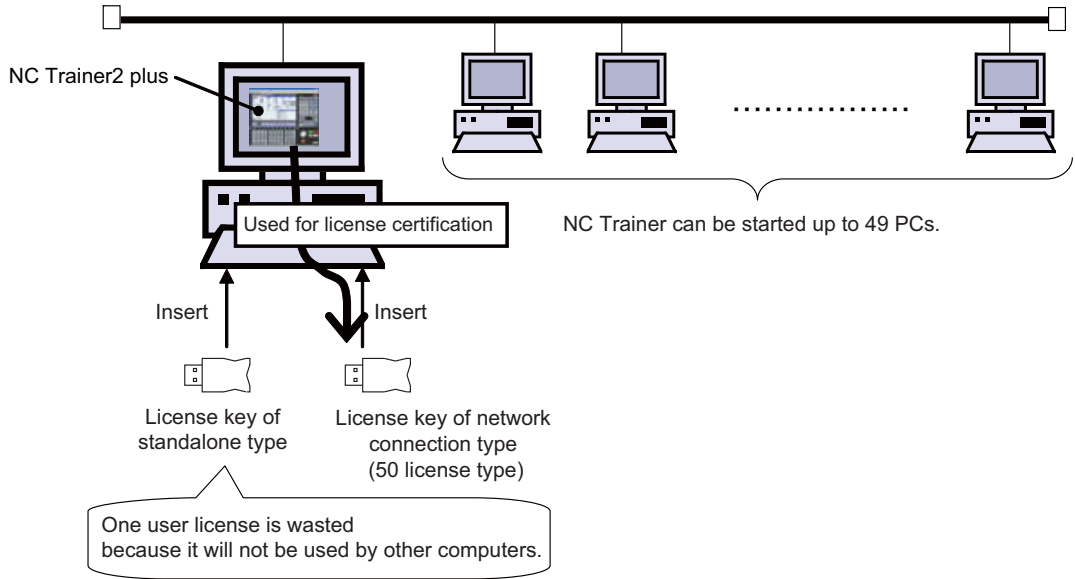 NC Trainer2 plus
Used for license certification
NC Trainer can be started up to 49 PCs.
Insert
Insert
License key of
standalone type
License key of network
connection type
(50 license type)
One user license is wasted
because it will not be used by other computers.